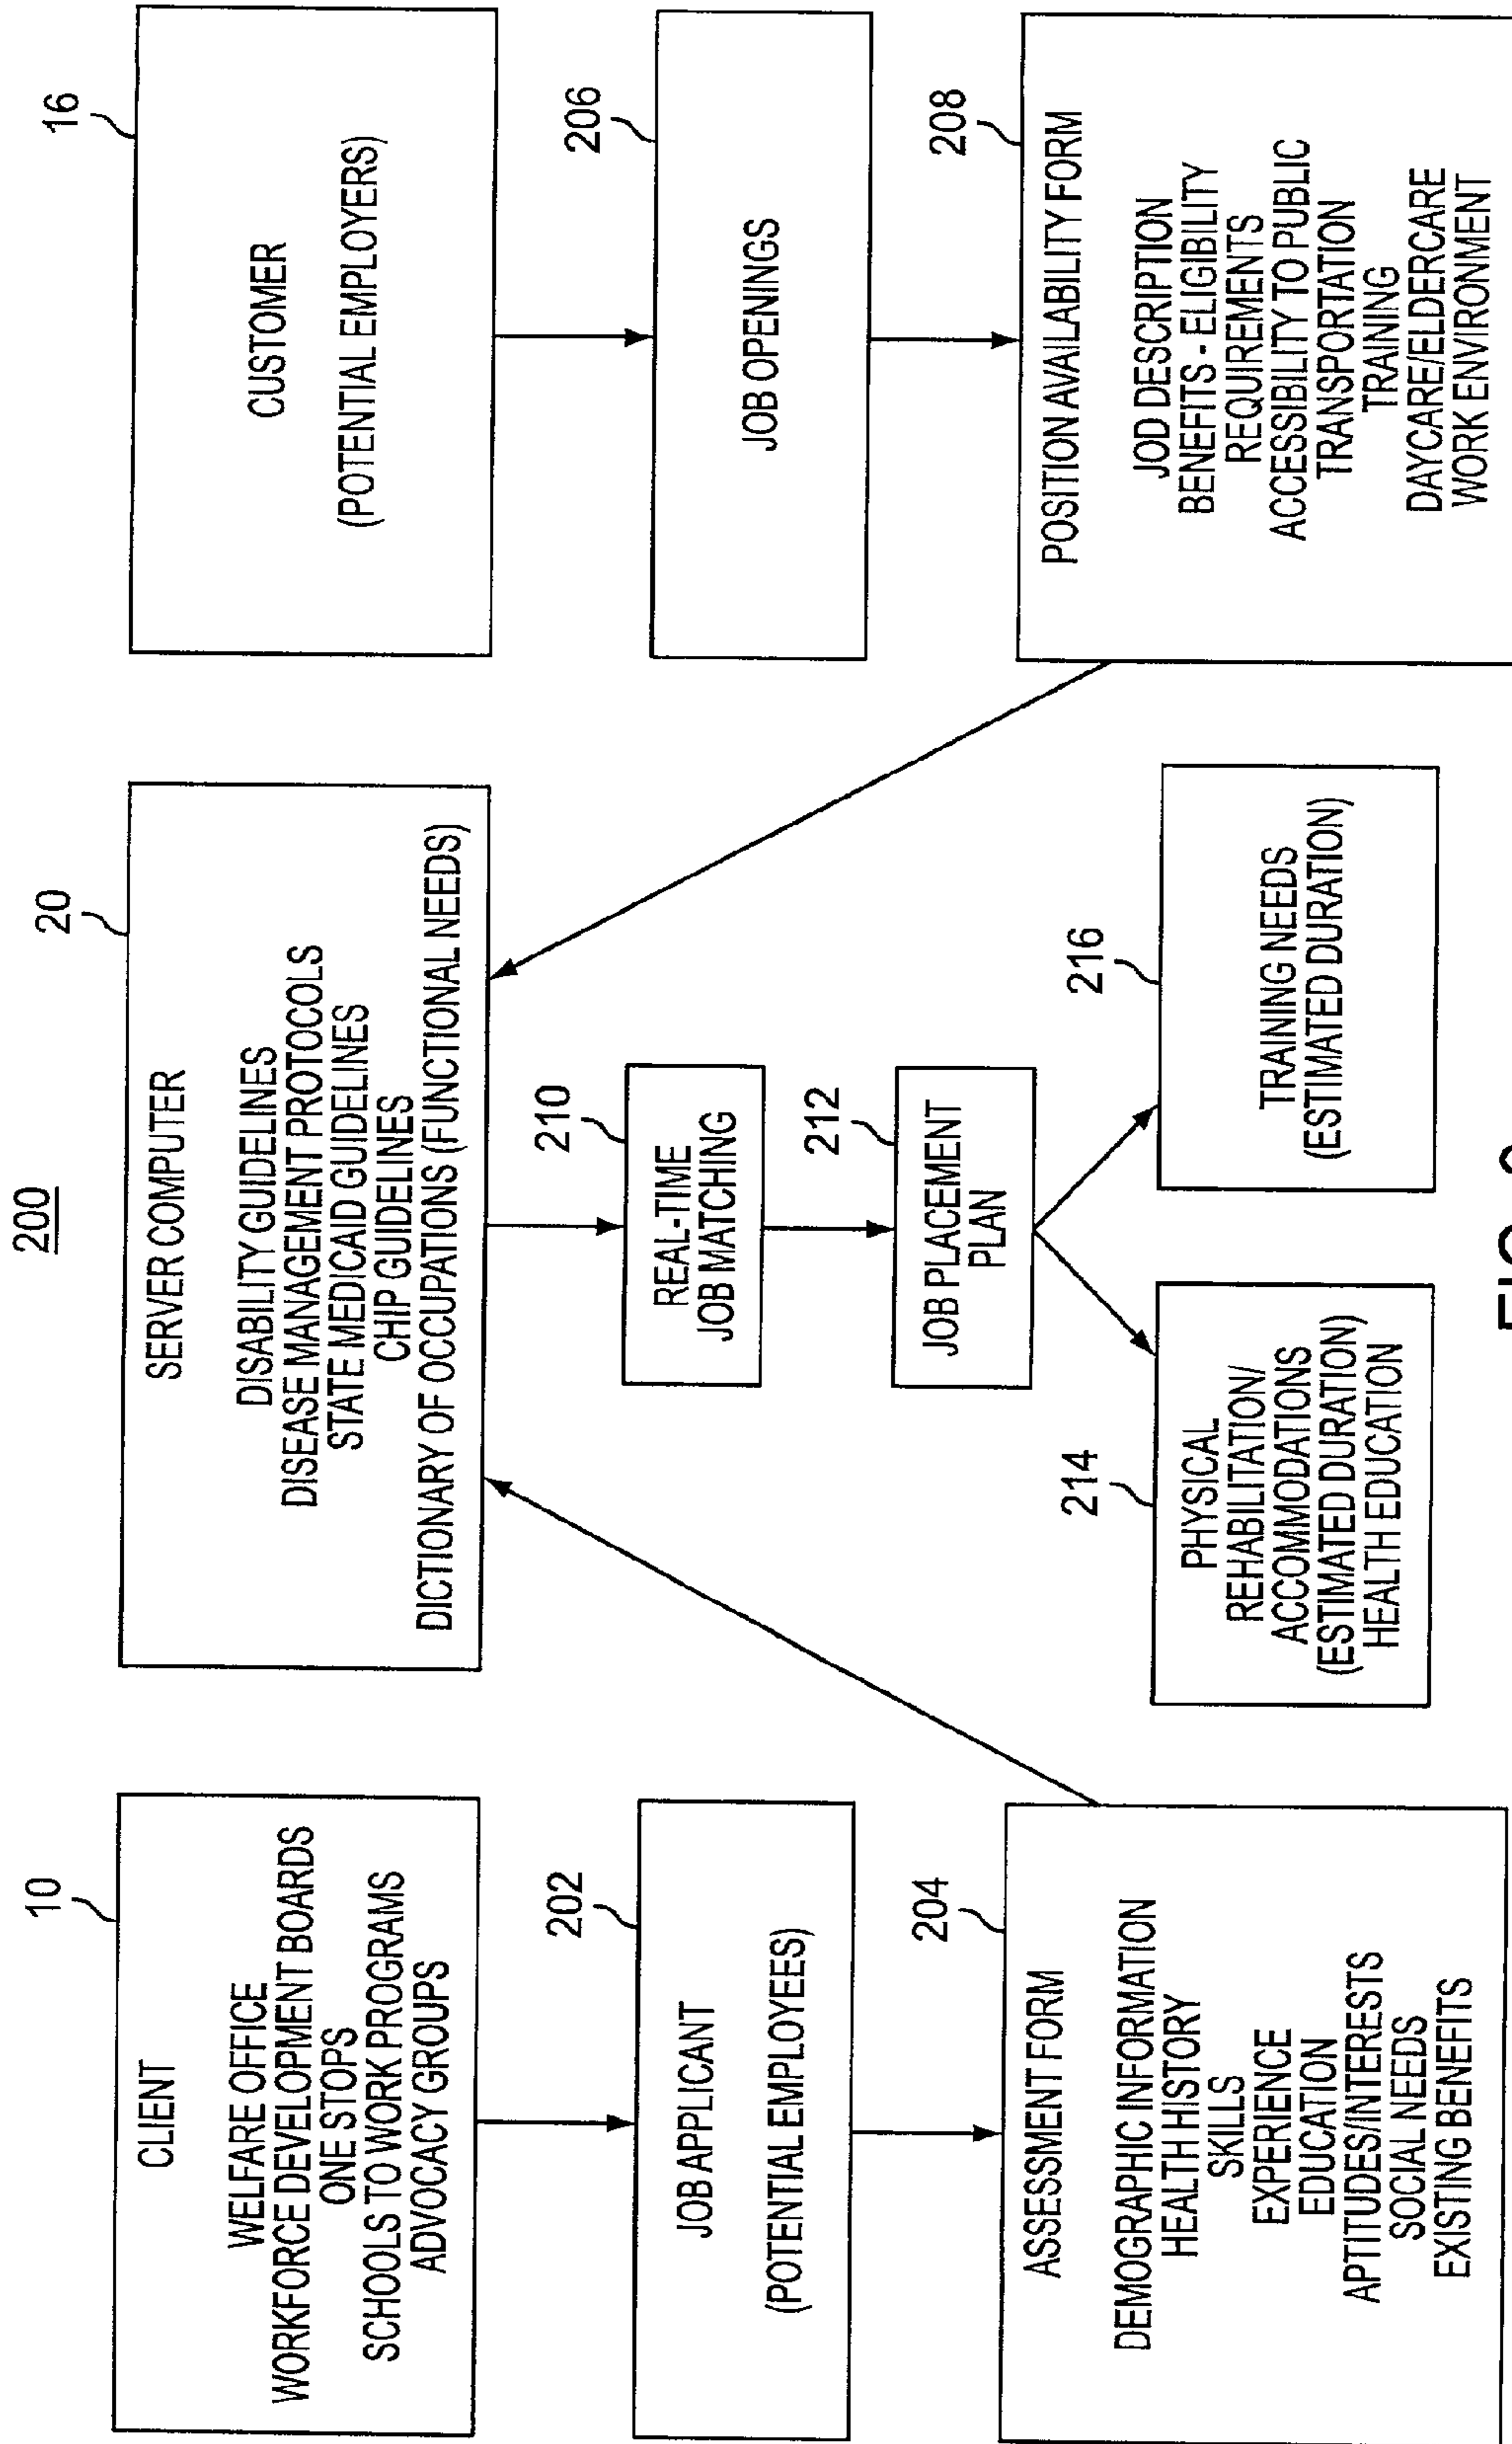 200
10
CLIENT
WELFARE OFFICE
WORKFORCE DEVELOPMENT BOARDS
ONE STOPS
SCHOOLS TO WORK PROGRAMS
ADVOCACY GROUPS
202
JOB APPLICANT
(POTENTIAL EMPLOYEES)
204
ASSESSMENT FORM
DEMOGRAPHIC INFORMATION
HEALTH HISTORY
SKILLS
EXPERIENCE
EDUCATION
APTITUDES/INTERESTS
SOCIAL NEEDS
EXISTING BENEFITS
20
SERVER COMPUTER
DISABILITY GUIDELINES
DISEASE MANAGEMENT PROTOCOLS
STATE MEDICAID GUIDELINES
CHIP GUIDELINES
DICTIONARY OF OCCUPATIONS (FUNCTIONAL NEEDS)
210
REAL-TIME
JOB MATCHING
212
JOB PLACEMENT
PLAN
214
PHYSICAL
REHABILITATION/
ACCOMMODATIONS
(ESTIMATED DURATION)
HEALTH EDUCATION
216
TRAINING NEEDS
(ESTIMATED DURATION)
16
CUSTOMER
(POTENTIAL EMPLOYERS)
206
JOB OPENINGS
208
POSITION AVAILABILITY FORM
JOD DESCRIPTION
BENEFITS - ELIGIBILITY
REQUIREMENTS
ACCESSIBILITY TO PUBLIC
TRANSPORTATION
TRAINING
DAYCARE/ELDERCARE
WORK ENVIRONMENT
FIG